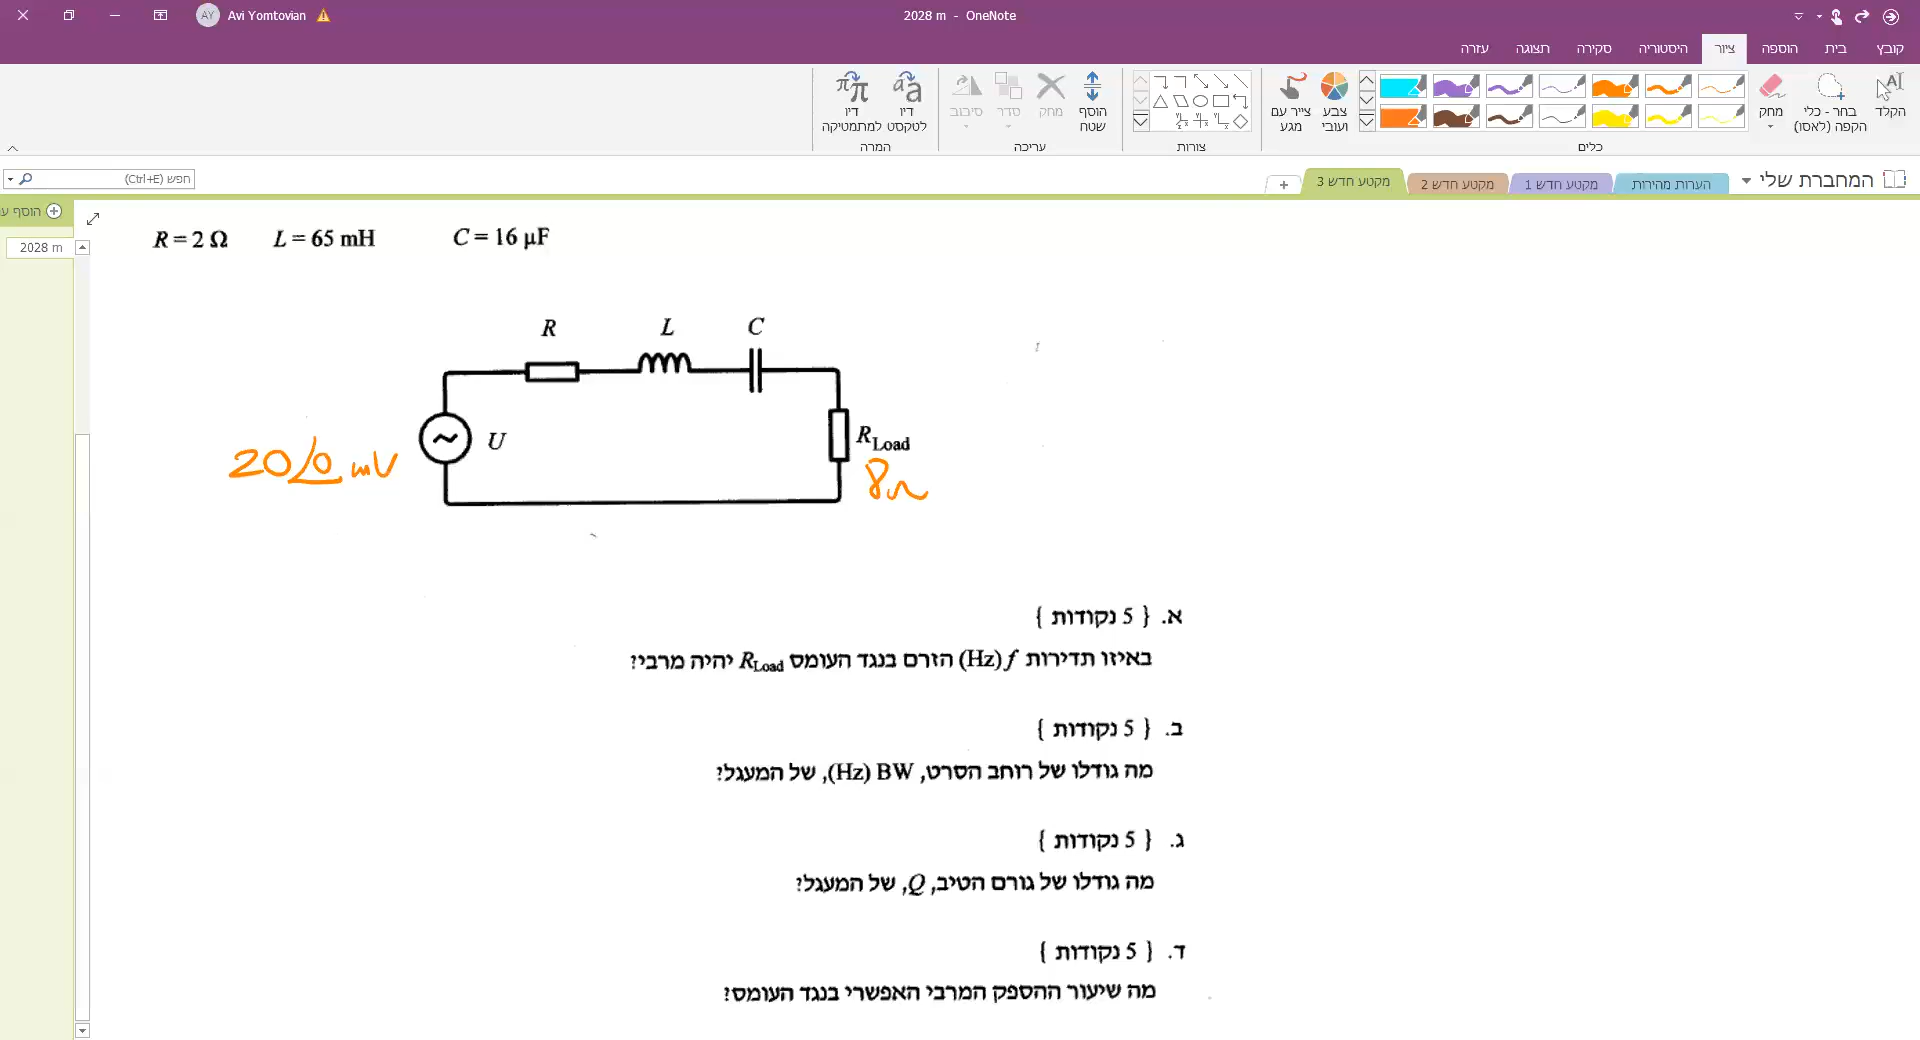 AY Avi Yomtovian
2028 m - OneNote
קובץ בית הוספה ציור היסטוריה סקירה תצוגה עזרה
הקלד
בחר - כלי הקפה (לאסו)
מחק
כלים
צבע ועובי
צייר עם מגע
צורות
הוסף שטח
מחק
סדר
סיבוב
עריכה
דיו לטקסט
דיו למתמטיקה
המרה
המחברת שלי
הערות מהירות
מקטע חדש 1
מקטע חדש 2
מקטע חדש 3
+
חפש (Ctrl+E)
הוסף
2028 m
R = 2 Ω L = 65 mH C = 16 µF
R L C
U
R Load
20∠0 mV
8Ω
א. { 5 נקודות }
באיזו תדירות f (Hz) הזרם בנגד העומס R Load יהיה מרבי?
ב. { 5 נקודות }
מה גודלו של רוחב הסרט, BW (Hz), של המעגל?
ג. { 5 נקודות }
מה גודלו של גורם הטיב, Q, של המעגל?
ד. { 5 נקודות }
מה שיעור ההספק המרבי האפשרי בנגד העומס?